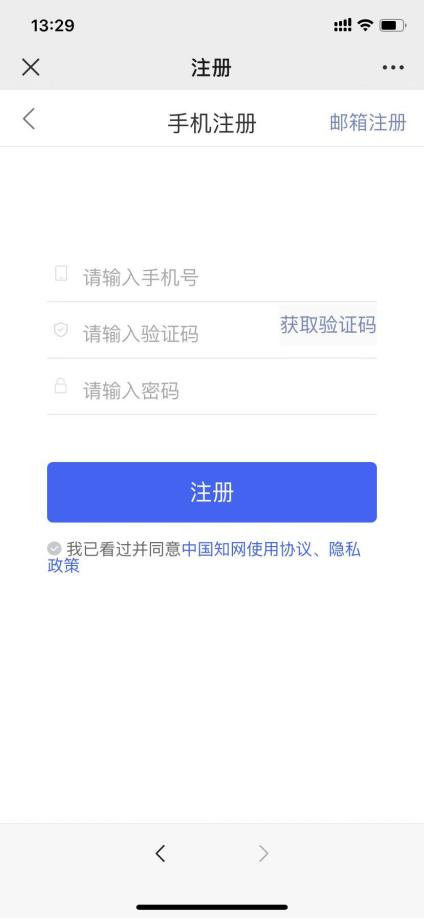 13:29
注册
手机注册
邮箱注册
请输入手机号
请输入验证码
获取验证码
请输入密码
注册
我已看过并同意中国知网使用协议、隐私
政策